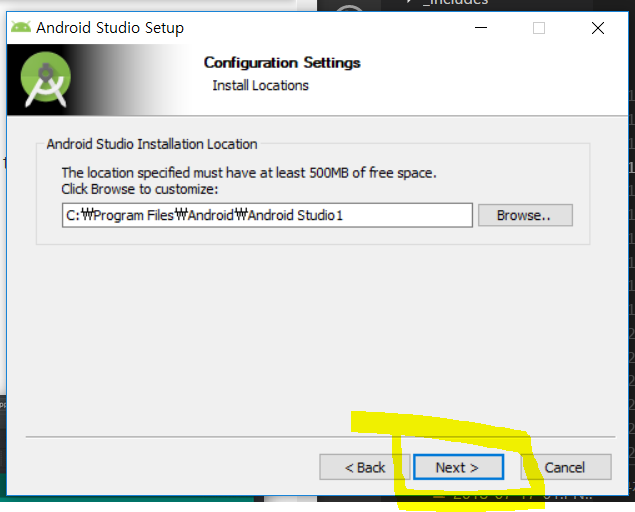 _includes
Android Studio Setup
Configuration Settings
Install Locations
Android Studio Installation Location
The location specified must have at least 500MB of free space.
Click Browse to customize:
C:₩Program Files₩Android₩Android Studio1
Browse..
< Back
Next >
Cancel